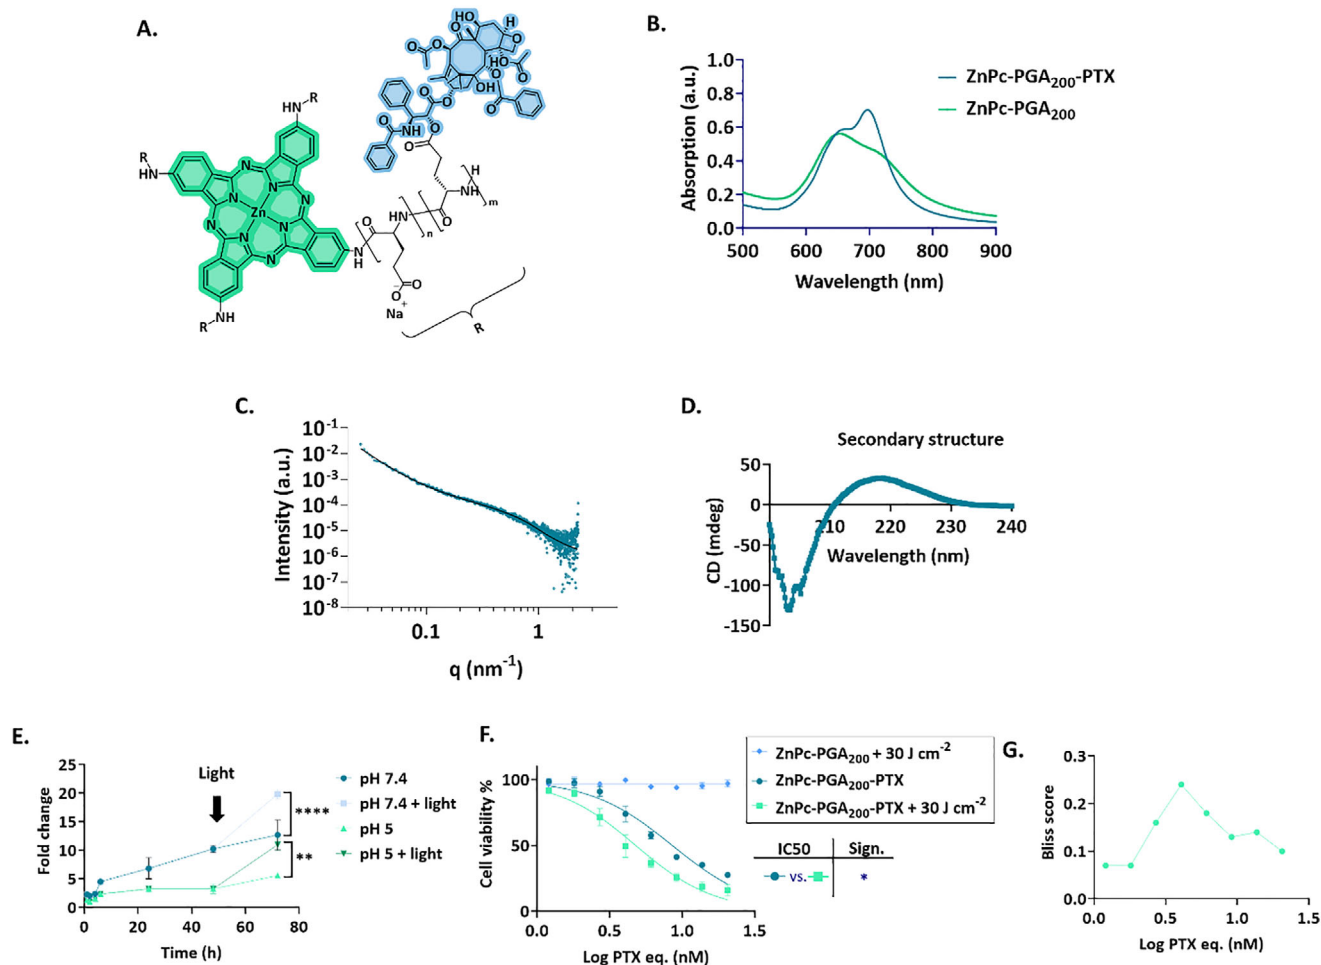 A.
HO
O
H
O
O
O
O
HO
O
O
O
OH
OH
O
O
O
O
NH
O
O
O
H
N
H
m
O
HN
O
n
O
N
H
O
O⁻
Na⁺
R
R
HN
R
HN
R
NH
R
NH
N
N
N
N
N
N
N
N
Zn
B.
Absorption (a.u.)
1.0
0.8
0.6
0.4
0.2
0.0
500 600 700 800 900
Wavelength (nm)
ZnPc-PGA₂₀₀-PTX
ZnPc-PGA₂₀₀
C.
Intensity (a.u.)
10⁻¹
10⁻²
10⁻³
10⁻⁴
10⁻⁵
10⁻⁶
10⁻⁷
10⁻⁸
0.1 1
q (nm⁻¹)
D.
Secondary structure
CD (mdeg)
50
0
-50
-100
-150
210 220 230 240
Wavelength (nm)
E.
Fold change
25
20
15
10
5
0
0 20 40 60 80
Time (h)
Light
****
**
pH 7.4
pH 7.4 + light
pH 5
pH 5 + light
F.
Cell viability %
100
50
0
0.0 0.5 1.0 1.5
Log PTX eq. (nM)
ZnPc-PGA₂₀₀ + 30 J cm⁻²
ZnPc-PGA₂₀₀-PTX
ZnPc-PGA₂₀₀-PTX + 30 J cm⁻²
IC50 Sign.
vs. *
G.
Bliss score
0.3
0.2
0.1
0.0
0.0 0.5 1.0 1.5
Log PTX eq. (nM)